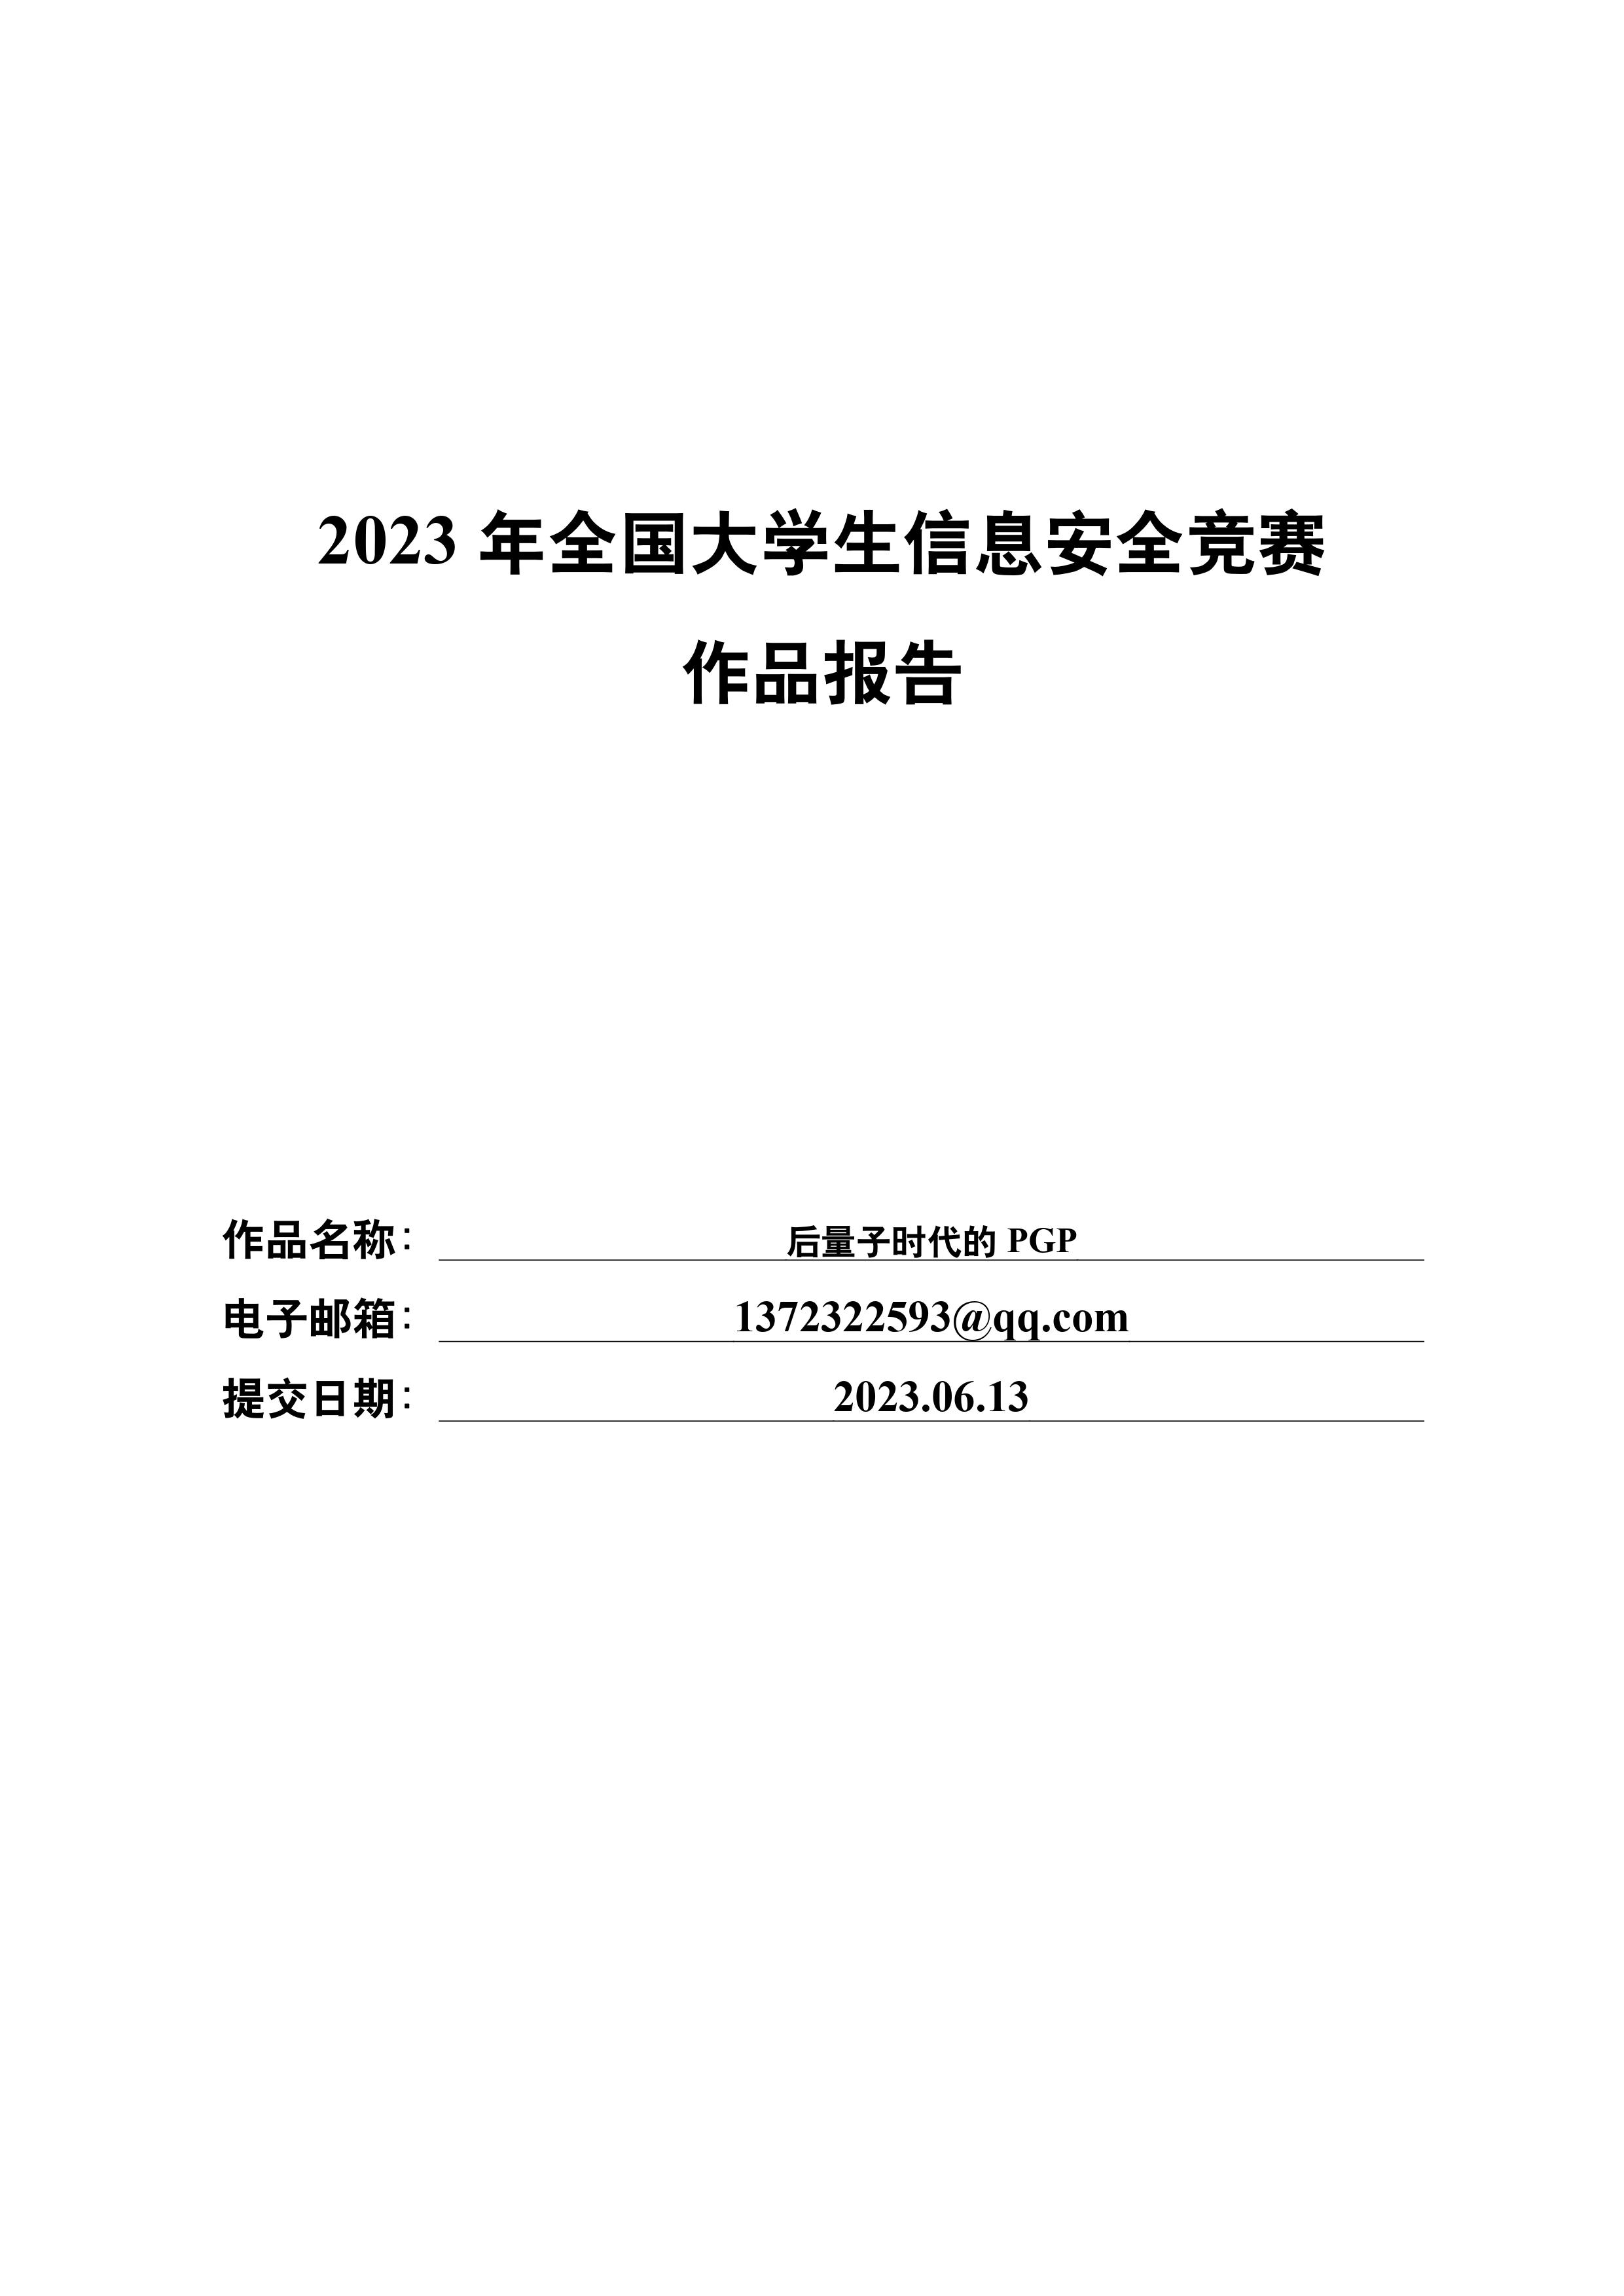 2023 年全国大学生信息安全竞赛
作品报告
作品名称： 后量子时代的 PGP
电子邮箱： 1372322593@qq.com
提交日期： 2023.06.13